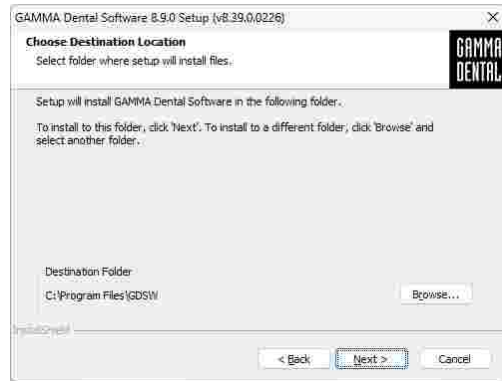 GAMMA Dental Software 8.9.0 Setup (v8.39.0.0226)
Choose Destination Location
Select folder where setup will install files.
GAMMA
DENTAL
Setup will install GAMMA Dental Software in the following folder.
To install to this folder, click 'Next'. To install to a different folder, click 'Browse' and
select another folder.
Destination Folder
C:\Program Files\GDSW
Browse...
InstallShield
< Back
Next >
Cancel